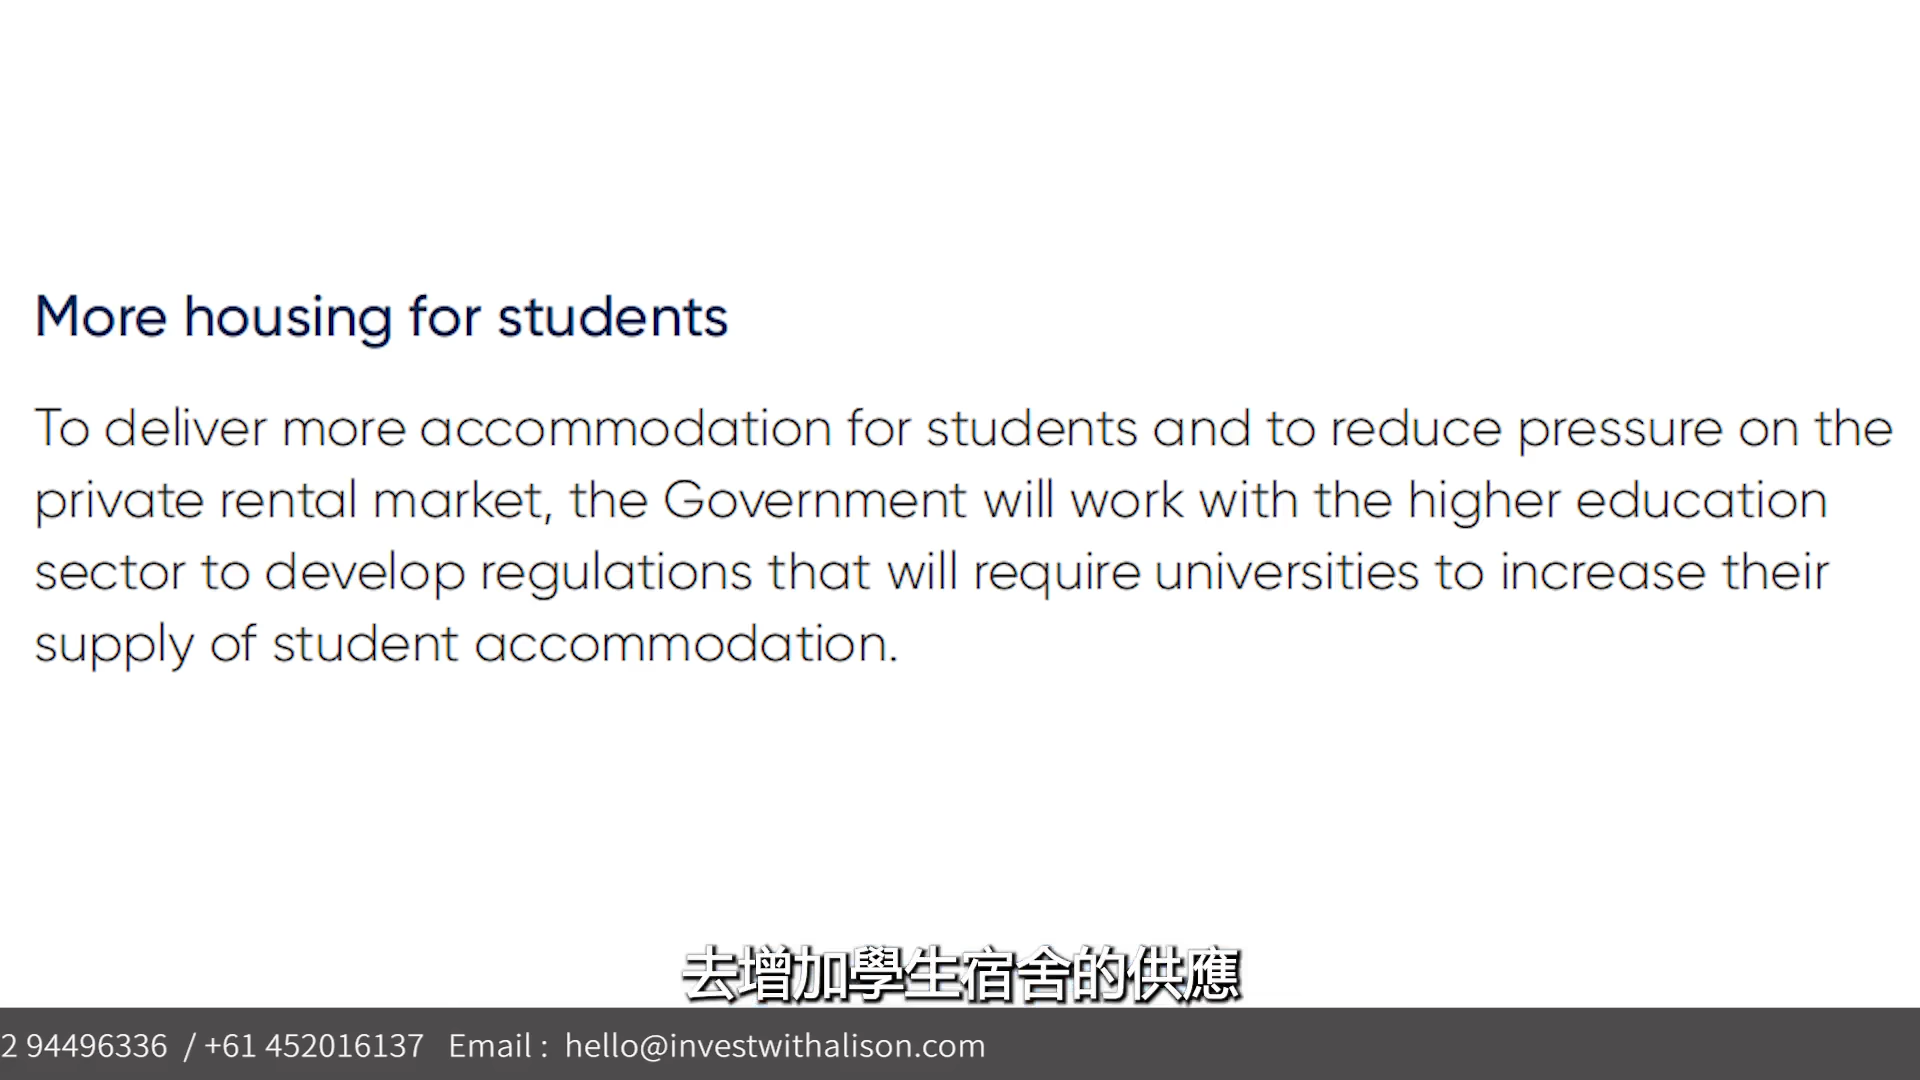 More housing for students
To deliver more accommodation for students and to reduce pressure on the
private rental market, the Government will work with the higher education
sector to develop regulations that will require universities to increase their
supply of student accommodation.
去增加學生宿舍的供應
2 94496336 / +61 452016137 Email : hello@investwithalison.com